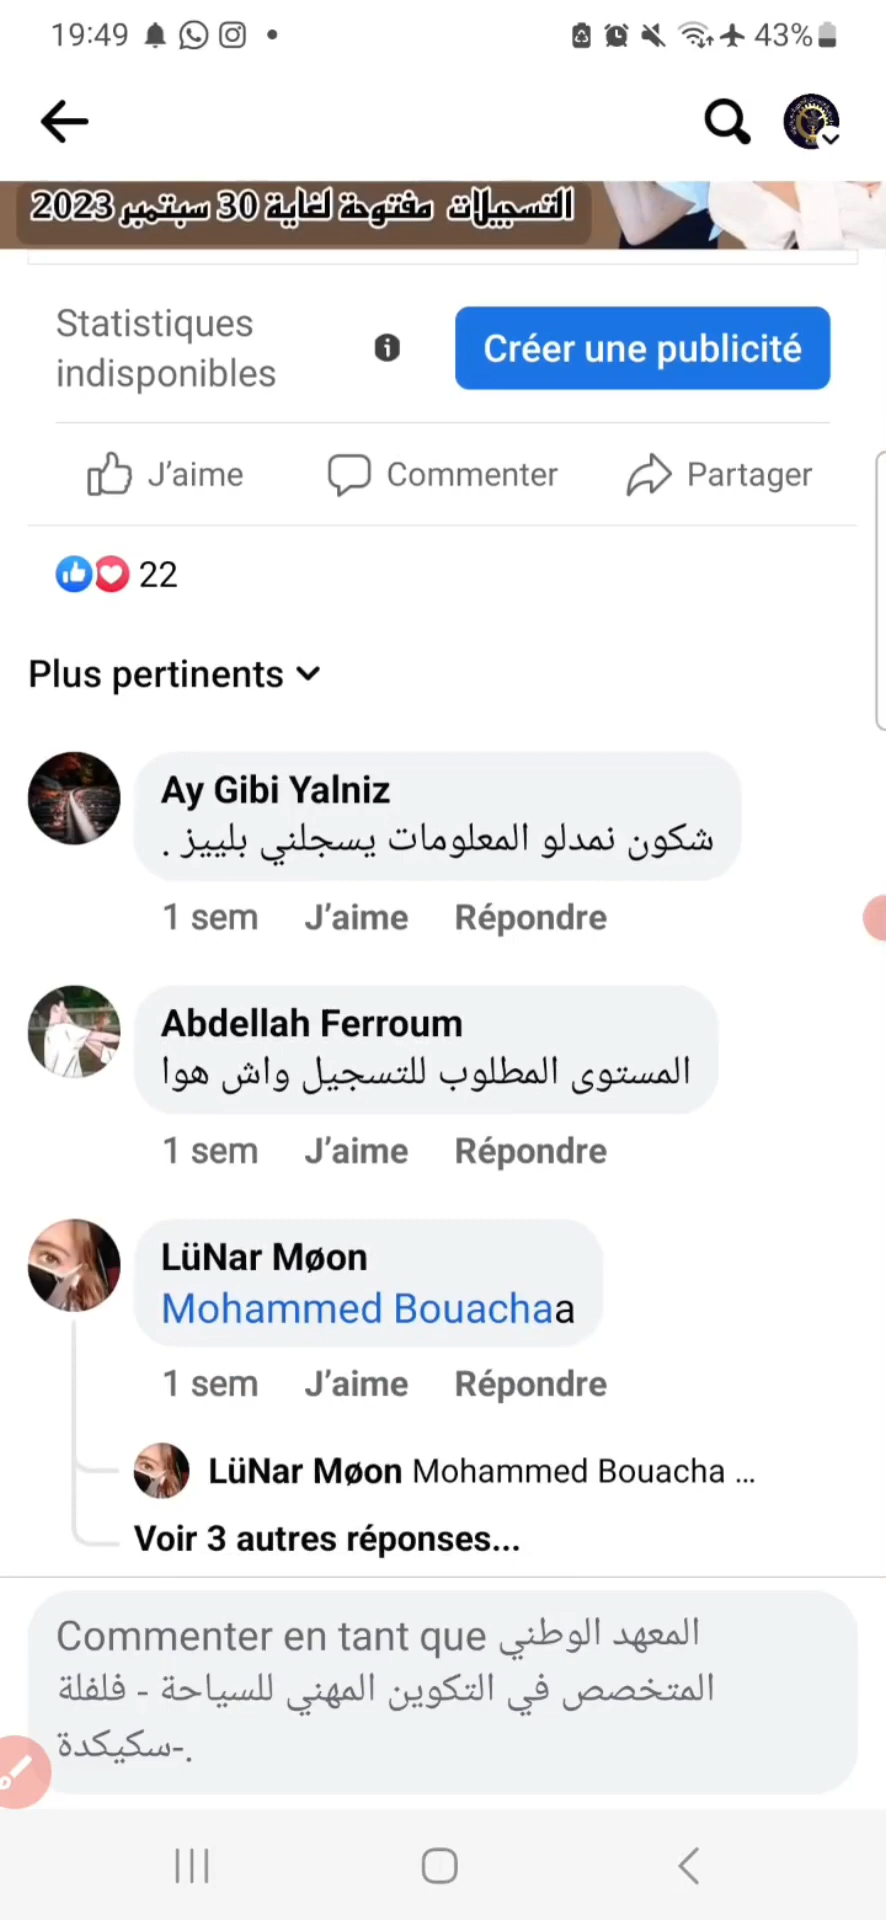 19:49
43%
التسجيلات مفتوحة لغاية 30 سبتمبر 2023
Statistiques
indisponibles
Créer une publicité
J'aime
Commenter
Partager
22
Plus pertinents
Ay Gibi Yalniz
شكون نمدلو المعلومات يسجلني بلييز .
1 sem J'aime Répondre
Abdellah Ferroum
المستوى المطلوب للتسجيل واش هوا
1 sem J'aime Répondre
LüNar Møon
Mohammed Bouachaa
1 sem J'aime Répondre
LüNar Møon Mohammed Bouacha ...
Voir 3 autres réponses...
Commenter en tant que المعهد الوطني
المتخصص في التكوين المهني للسياحة - فلفلة
-سكيكدة.